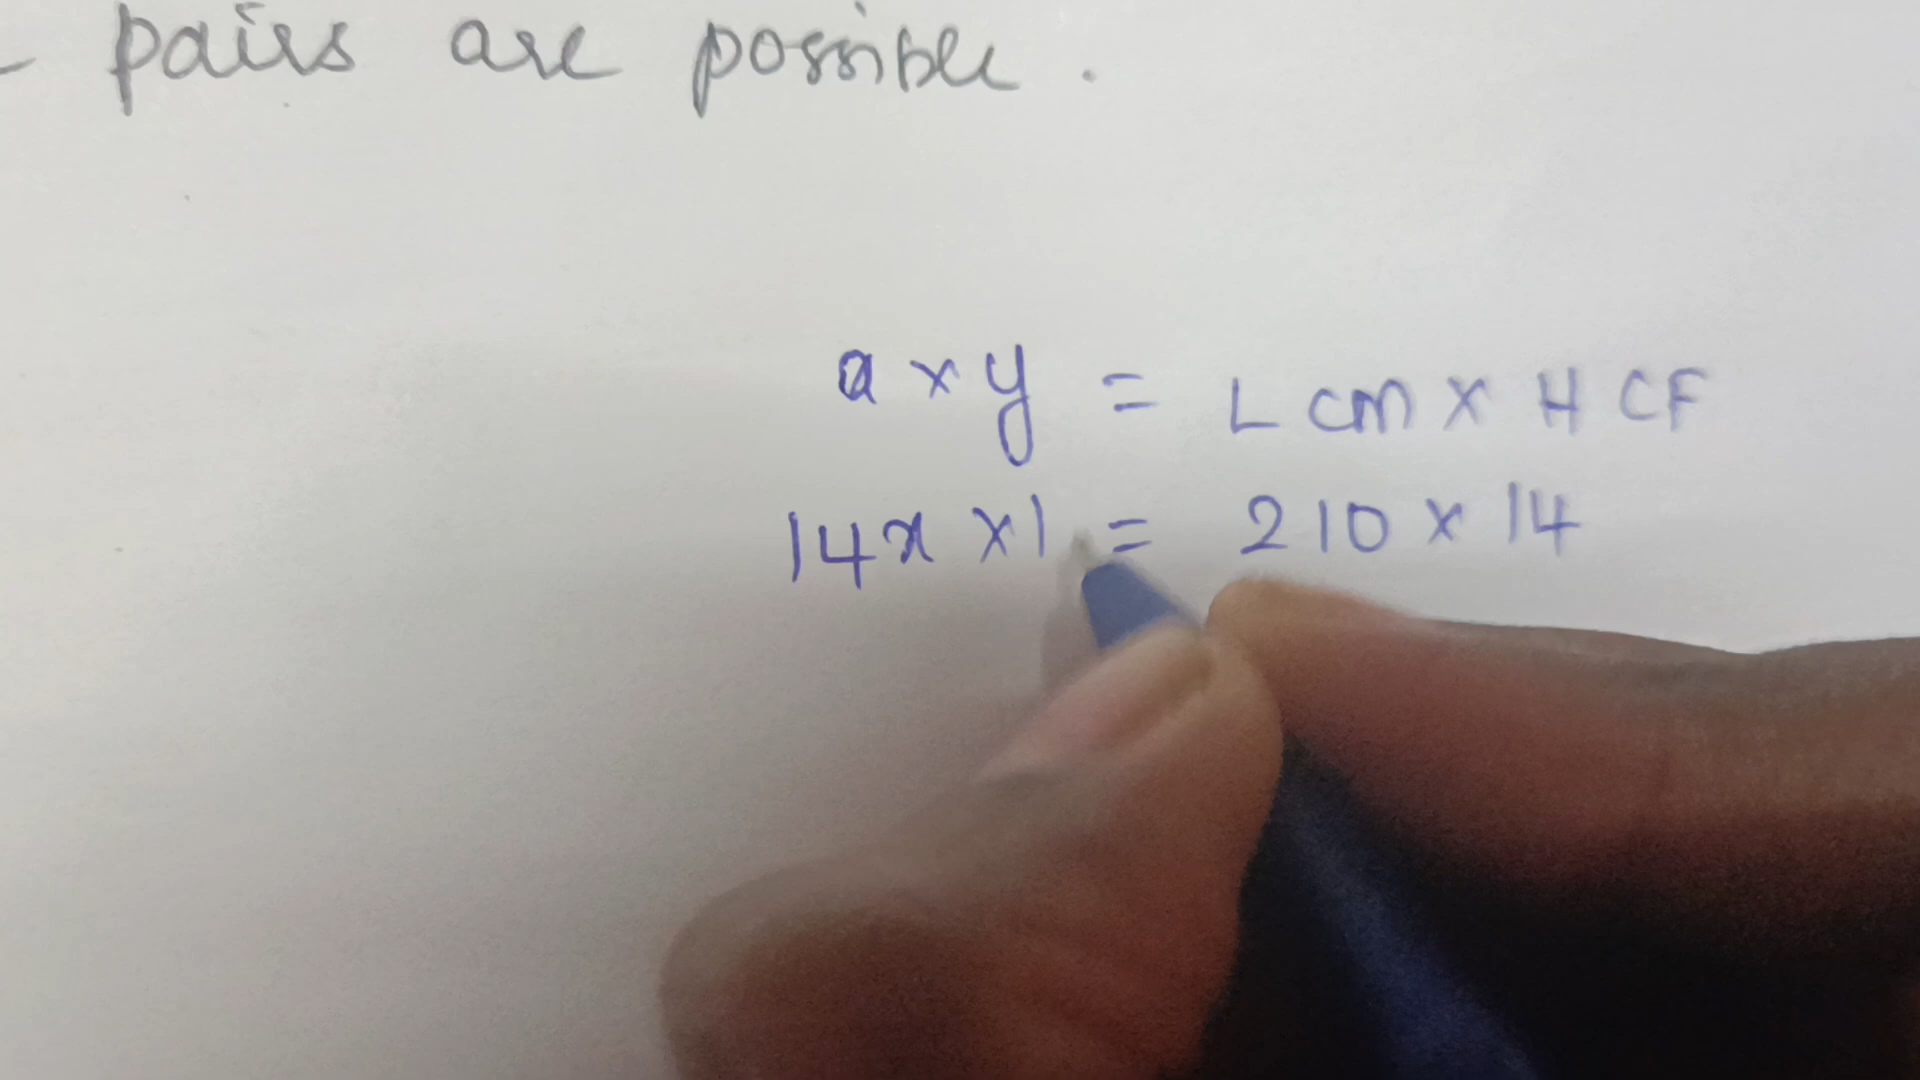 pairs are possible.
a × y = LCM × HCF
14x × 1 = 210 × 14